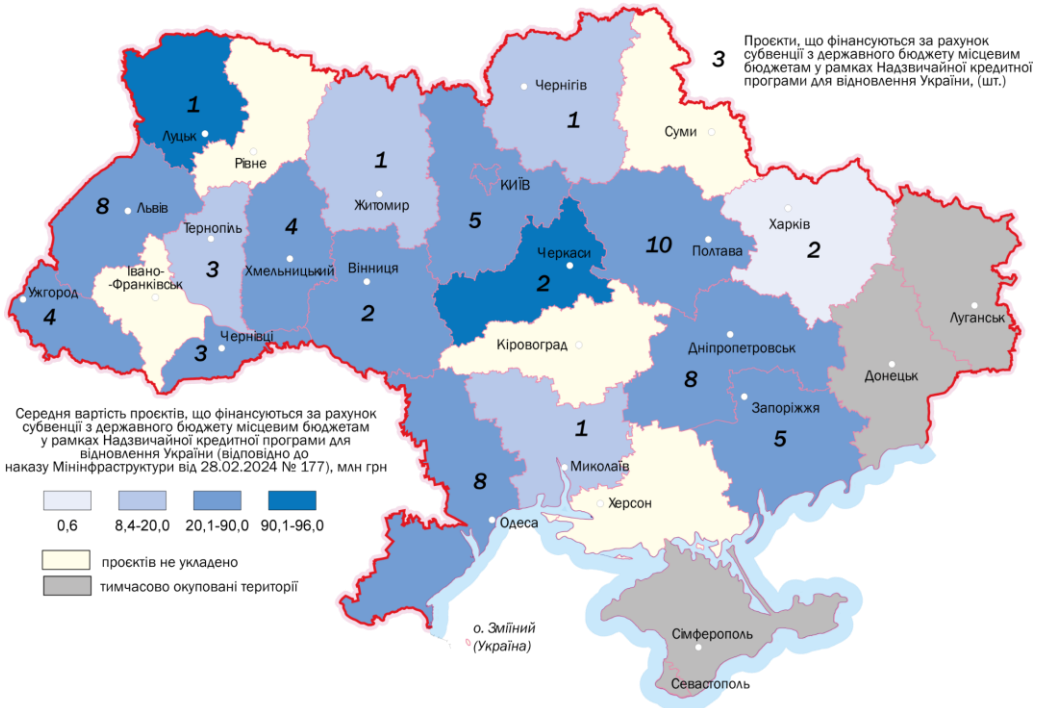 3
Проєкти, що фінансуються за рахунок
субвенції з державного бюджету місцевим
бюджетам у рамках Надзвичайної кредитної
програми для відновлення України, (шт.)
Чернігів
1
Суми
1
Луцьк
Рівне
1
Житомир
КИЇВ
5
8
Львів
Тернопіль
3
4
Хмельницький
Вінниця
2
Черкаси
2
10
Полтава
Харків
2
Івано-
-Франківськ
Ужгород
4
Чернівці
3
Кіровоград
Дніпропетровськ
8
Запоріжжя
5
Луганськ
Донецьк
1
Миколаїв
Херсон
8
Одеса
Середня вартість проєктів, що фінансуються за рахунок
субвенції з державного бюджету місцевим бюджетам
у рамках Надзвичайної кредитної програми для
відновлення України (відповідно до
наказу Мінінфраструктури від 28.02.2024 № 177), млн грн
0,6 8,4-20,0 20,1-90,0 90,1-96,0
проєктів не укладено
тимчасово окуповані території
о. Зміїний
(Україна)
Сімферополь
Севастополь